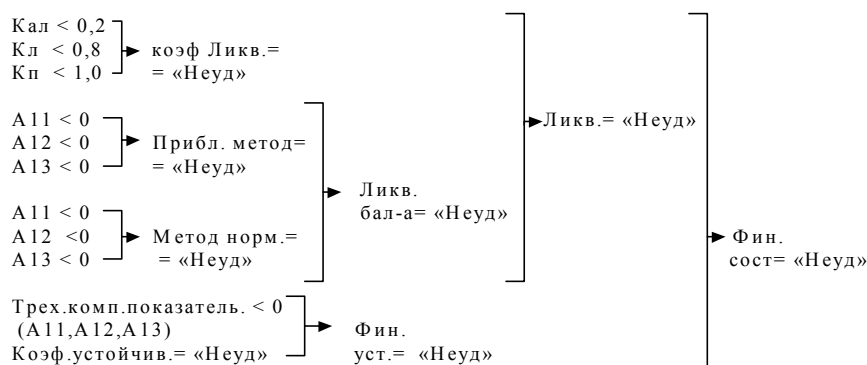 Кал < 0,2
Кл < 0,8
Кп < 1,0
коэф Ликв.=
= «Неуд»
А11 < 0
А12 < 0
А13 < 0
Прибл. метод=
= «Неуд»
А11 < 0
А12 <0
А13 < 0
Метод норм.=
= «Неуд»
Ликв.
бал-а= «Неуд»
Ликв.= «Неуд»
Трех.комп.показатель. < 0
(А11,А12,А13)
Коэф.устойчив.= «Неуд»
Фин.
уст.= «Неуд»
Фин.
сост= «Неуд»